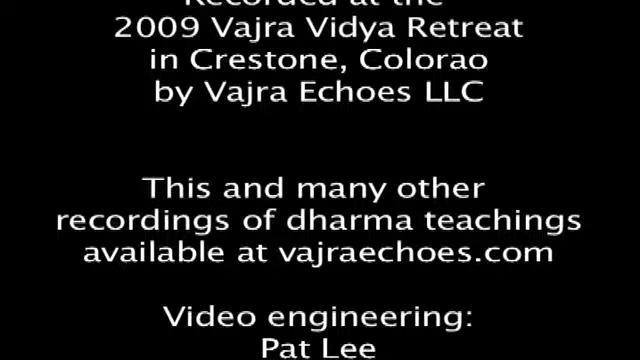 Recorded at the
2009 Vajra Vidya Retreat
in Crestone, Colorao
by Vajra Echoes LLC
This and many other
recordings of dharma teachings
available at vajraechoes.com
Video engineering:
Pat Lee